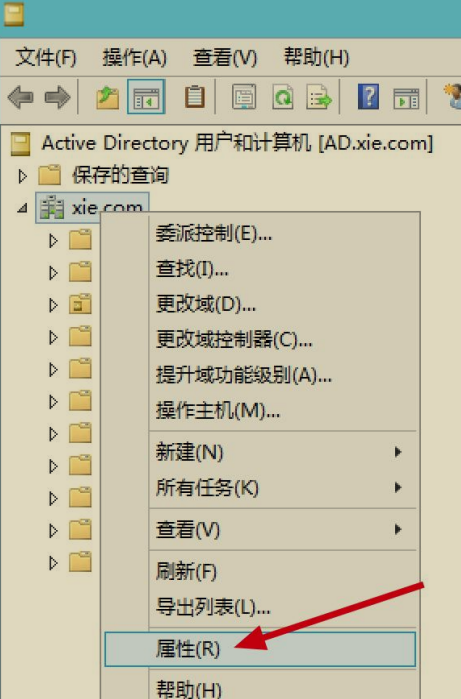 文件(F) 操作(A) 查看(V) 帮助(H)
Active Directory 用户和计算机 [AD.xie.com]
保存的查询
xie.com
委派控制(E)...
查找(I)...
更改域(D)...
更改域控制器(C)...
提升域功能级别(A)...
操作主机(M)...
新建(N)
所有任务(K)
查看(V)
刷新(F)
导出列表(L)...
属性(R)
帮助(H)